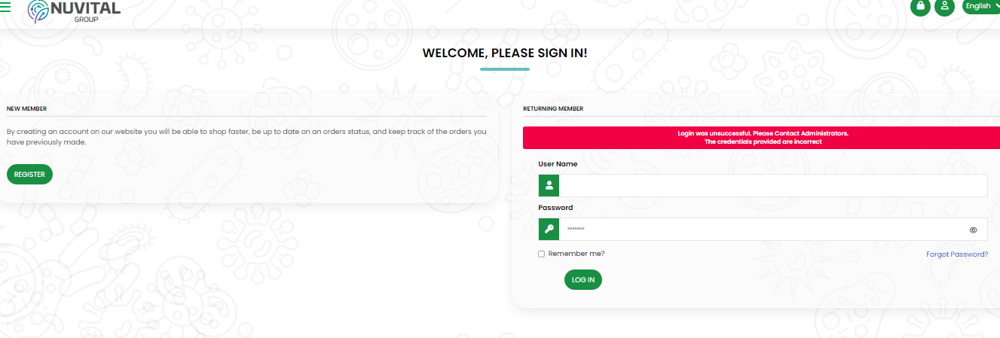 NUVITAL
GROUP
English
WELCOME, PLEASE SIGN IN!
NEW MEMBER
By creating an account on our website you will be able to shop faster, be up to date on an orders status, and keep track of the orders you
have previously made.
REGISTER
RETURNING MEMBER
Login was unsuccessful. Please Contact Administrators.
The credentials provided are incorrect
User Name
Password
Remember me?
Forgot Password?
LOG IN